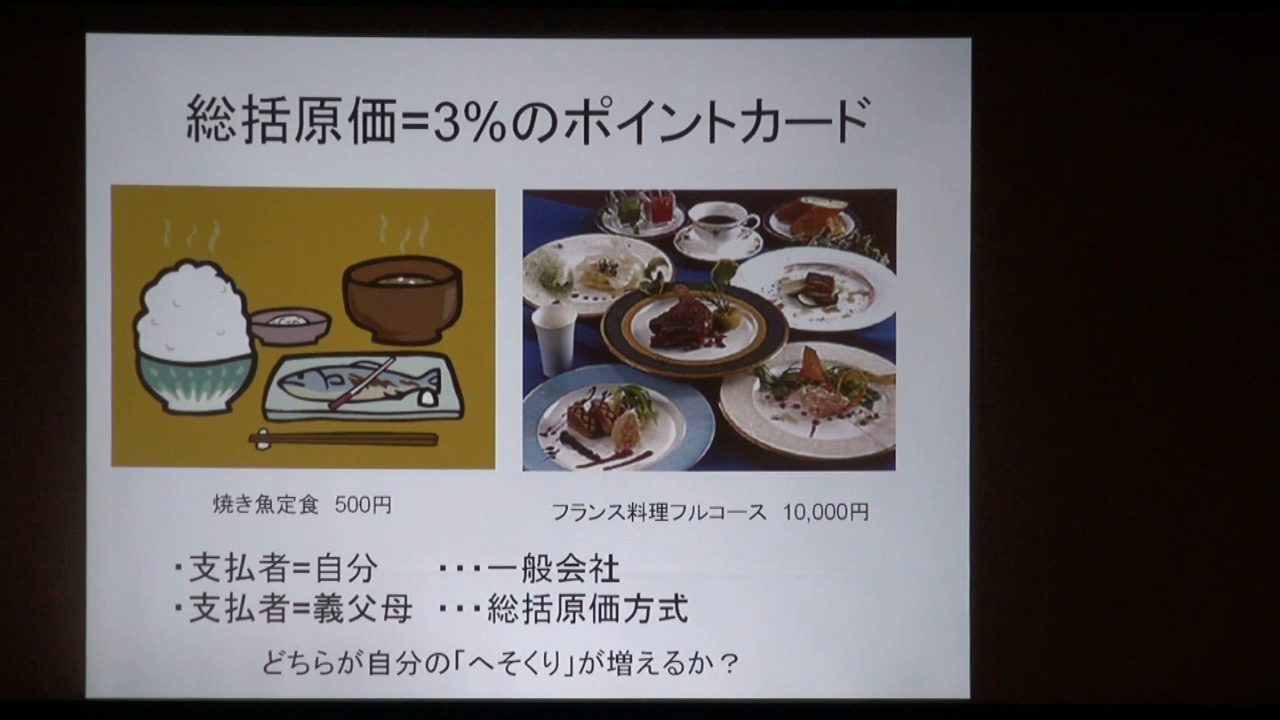 総括原価=3%のポイントカード
焼き魚定食 500円
フランス料理フルコース 10,000円
・支払者=自分 ・・・一般会社
・支払者=義父母 ・・・総括原価方式
どちらが自分の「へそくり」が増えるか？